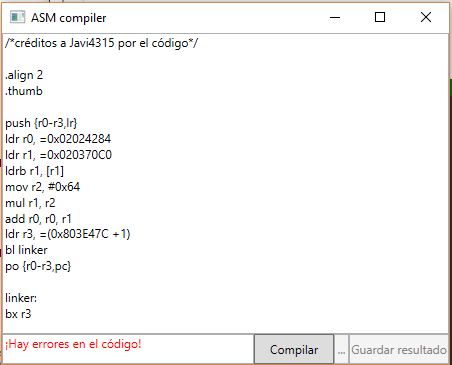 ASM compiler
/*créditos a Javi4315 por el código*/
.align 2
.thumb
push {r0-r3,lr}
ldr r0, =0x02024284
ldr r1, =0x020370C0
ldrb r1, [r1]
mov r2, #0x64
mul r1, r2
add r0, r0, r1
ldr r3, =(0x803E47C +1)
bl linker
po {r0-r3,pc}
linker:
bx r3
¡Hay errores en el código!
Compilar
...
Guardar resultado